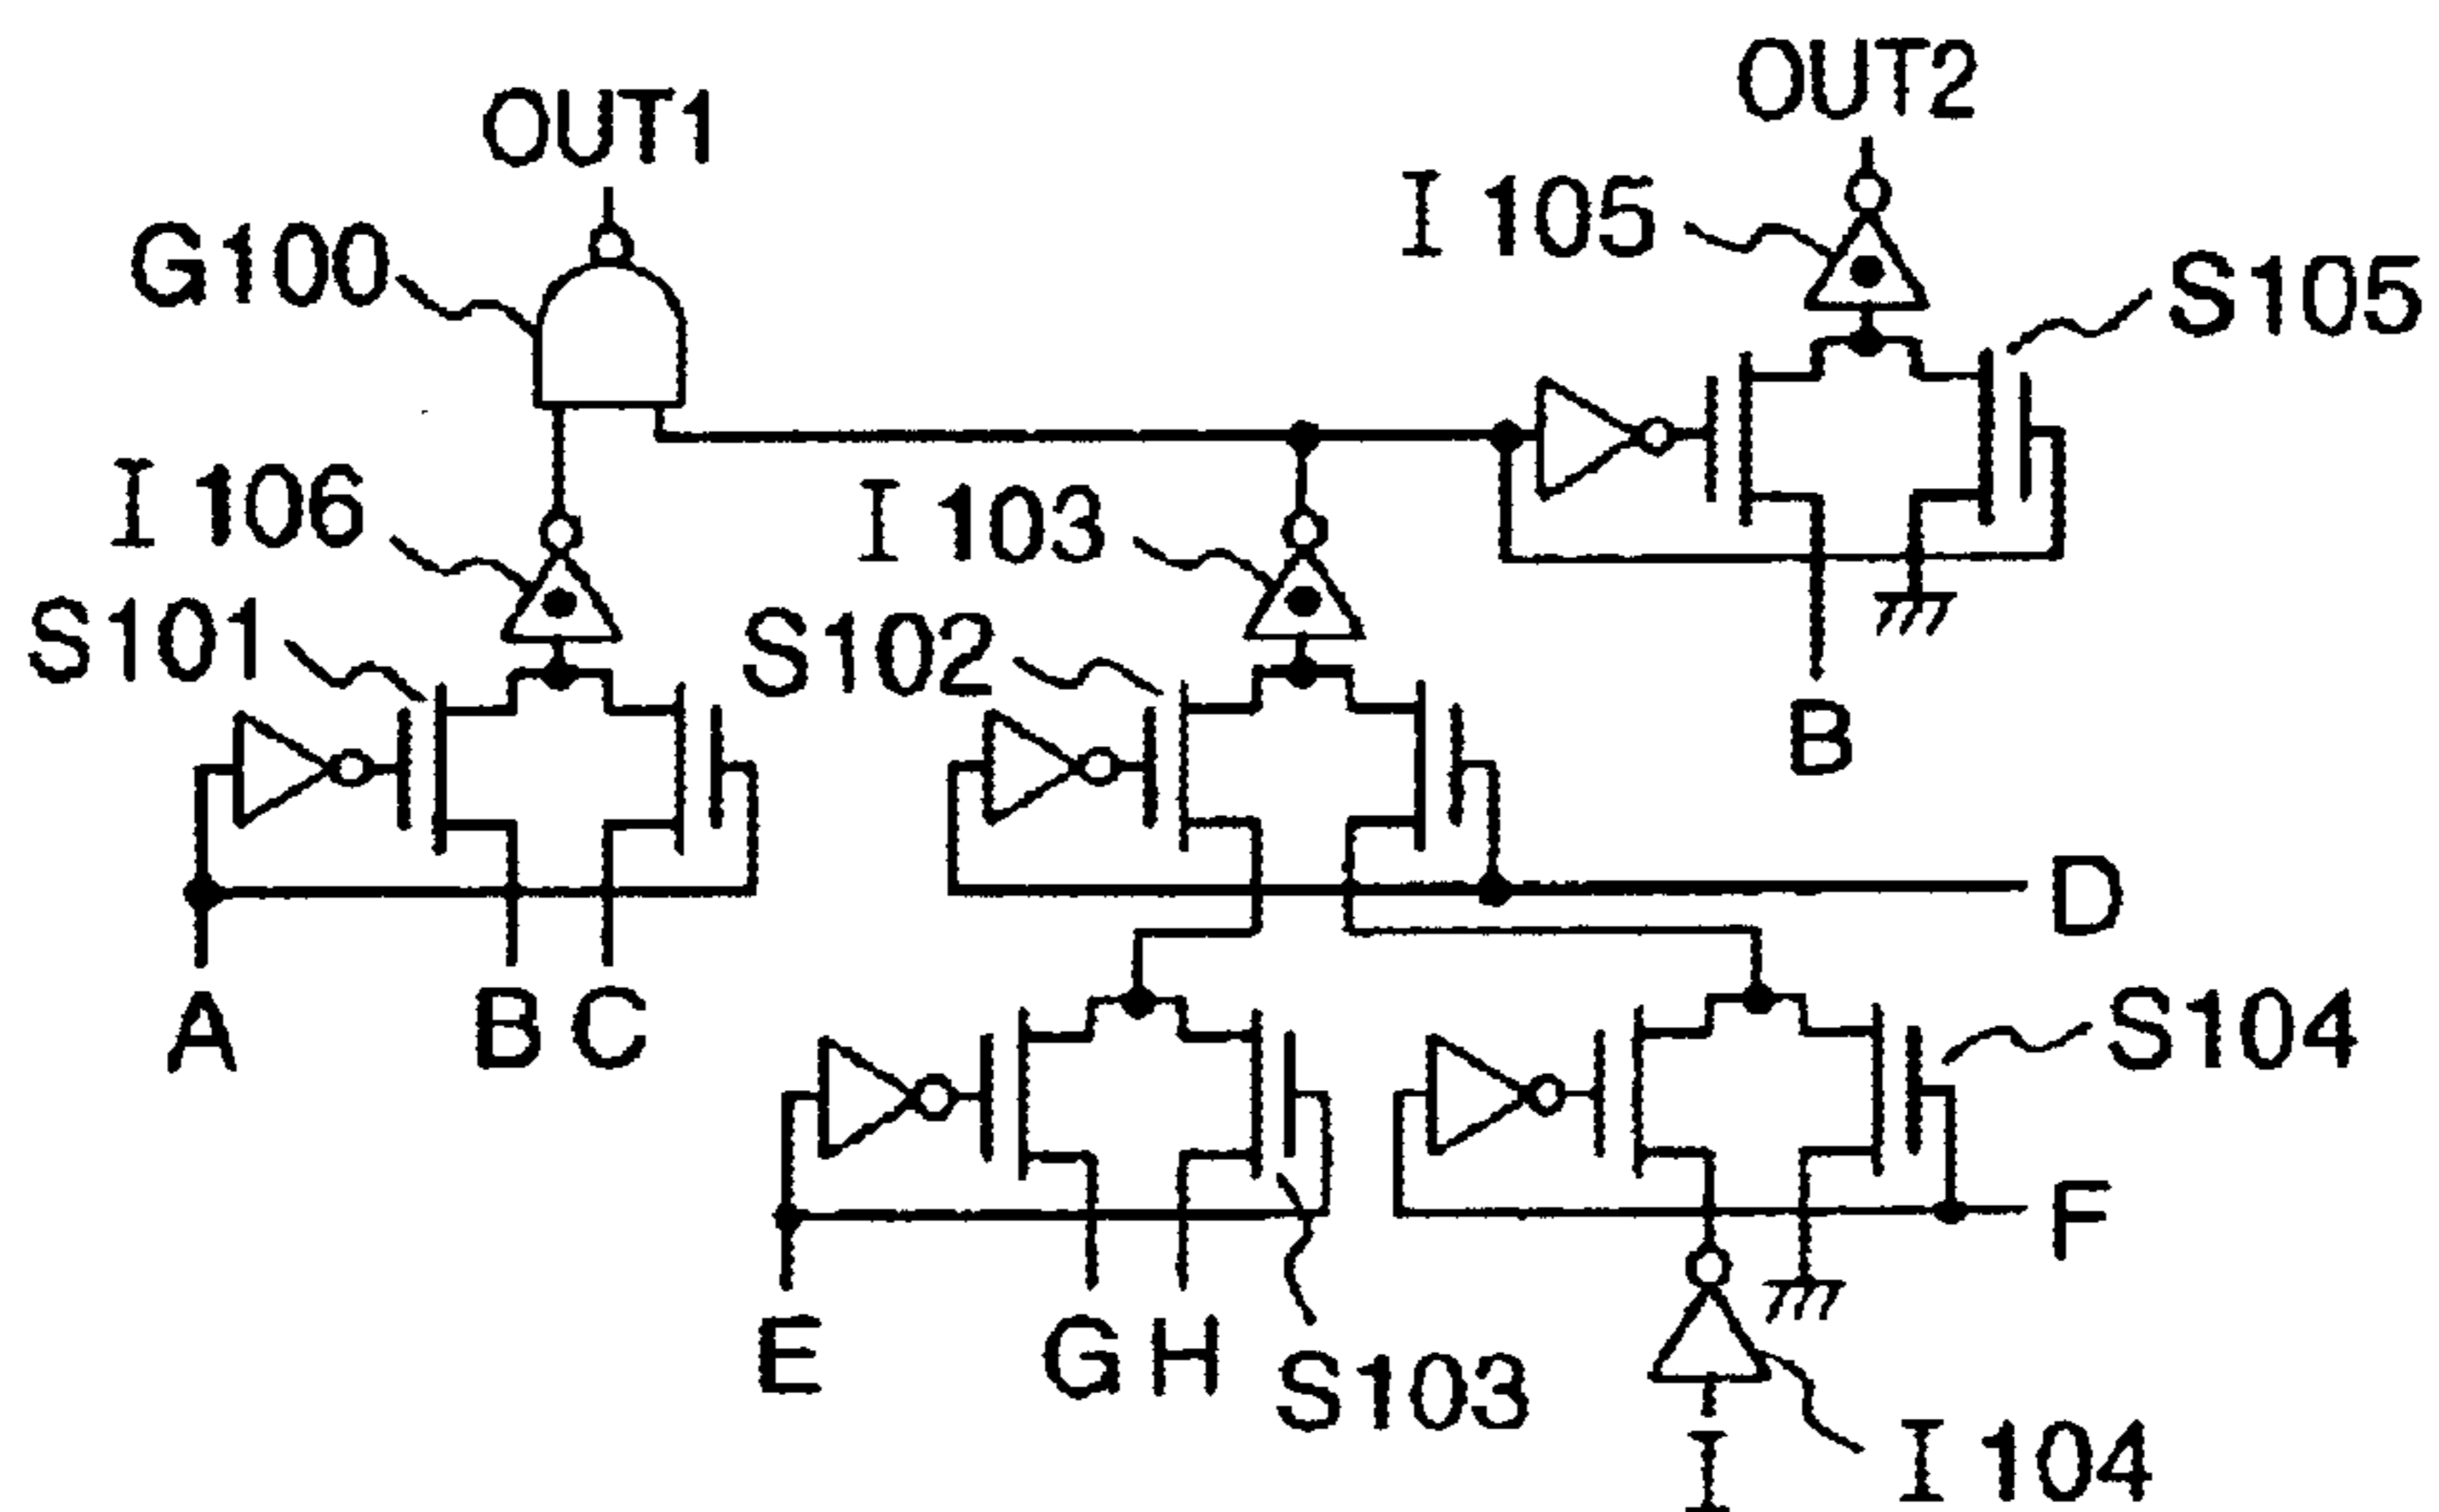 OUT2
OUT1
I 105
G100
S105
I 106
I 103
S101
S102
B
D
A
B C
S104
F
E
G H
S103
I
I 104